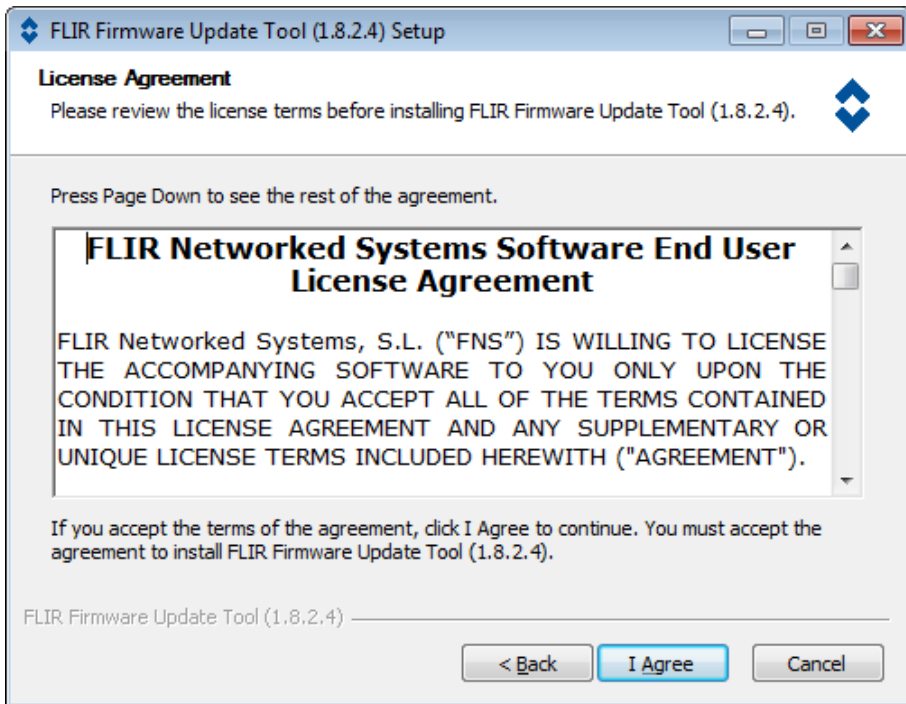 FLIR Firmware Update Tool (1.8.2.4) Setup
License Agreement
Please review the license terms before installing FLIR Firmware Update Tool (1.8.2.4).
Press Page Down to see the rest of the agreement.
FLIR Networked Systems Software End User
License Agreement
FLIR Networked Systems, S.L. (“FNS”) IS WILLING TO LICENSE
THE ACCOMPANYING SOFTWARE TO YOU ONLY UPON THE
CONDITION THAT YOU ACCEPT ALL OF THE TERMS CONTAINED
IN THIS LICENSE AGREEMENT AND ANY SUPPLEMENTARY OR
UNIQUE LICENSE TERMS INCLUDED HEREWITH ("AGREEMENT").
If you accept the terms of the agreement, click I Agree to continue. You must accept the
agreement to install FLIR Firmware Update Tool (1.8.2.4).
FLIR Firmware Update Tool (1.8.2.4)
< Back I Agree Cancel